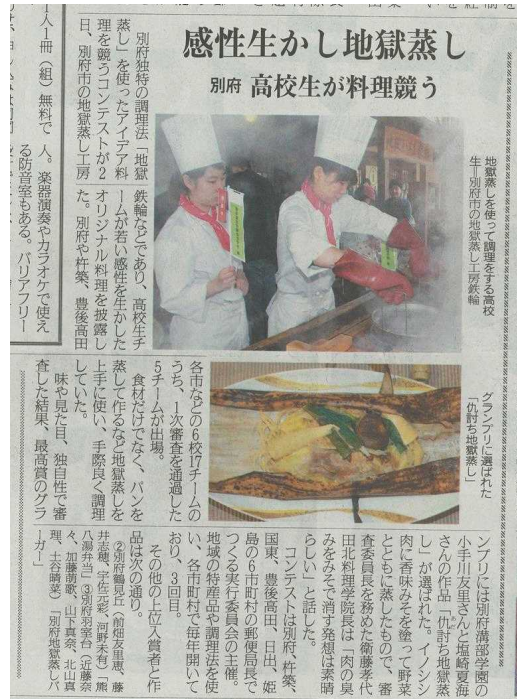 感性生かし地獄蒸し
別府 高校生が料理競う
地獄蒸しを使って調理をする高校
生＝別府市の地獄蒸し工房鉄輪
別府独特の調理法「地獄
蒸し」を使ったアイデア料
理を競うコンテストが2
日、別府市の地獄蒸し工房
鉄輪などであり、高校生チ
ームが若い感性を生かした
オリジナル料理を披露し
た。別府や杵築、豊後高田
グランプリに選ばれた
「仇討ち地獄蒸し」
各市などの6校17チームの
うち、1次審査を通過した
5チームが出場。
食材だけでなく、パンを
蒸して作るなど地獄蒸しを
上手に使い、手際良く調理
していた。
味や見た目、独自性で審
査した結果、最高賞のグラ
ンプリには別府溝部学園の
小手川友里さんと塩崎夏海
さんの作品「仇討ち地獄蒸
し」が選ばれた。イノシシ
肉に香味みそを塗って野菜
とともに蒸したもので、審
査委員長を務めた衛藤孝代
田北料理学院長は「肉の臭
みをみそで消す発想は素晴
らしい」と話した。
コンテストは別府、杵築、
国東、豊後高田、日出、姫
島の6市町村の郵便局長で
つくる実行委員会の主催。
地域の特産品や調理法を使
い、各市町村で毎年開いて
おり、3回目。
その他の上位入賞者と作
品は次の通り。
②別府鶴見丘（前畑友里恵、藤
井志穂、宇佐元彩、河野未有）「熊
八湯弁当」③別府羽室台（近藤奈
々、加藤萌歌、山下真奈、北山真
理、土谷晴菜）「別府地獄蒸しバ
ーガー」
1人1冊（組）無料で
人。楽器演奏やカラオケで使え
る防音室もある。バリアフリー